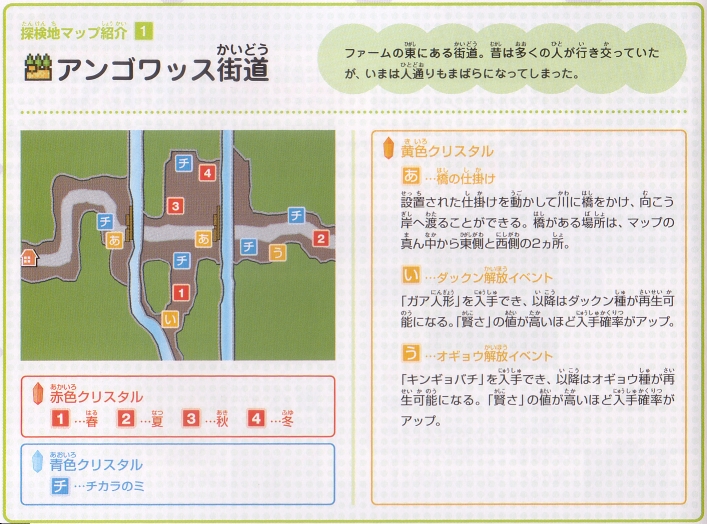 探検地マップ紹介 1
アンゴワッス街道
ファームの東にある街道。昔は多くの人が行き交っていた
が、いまは人通りもまばらになってしまった。
チ
4
3
チ
チ
2
あ
あ
チ
う
チ
1
い
赤色クリスタル
1…春 2…夏 3…秋 4…冬
青色クリスタル
チ…チカラのミ
黄色クリスタル
あ…橋の仕掛け
設置された仕掛けを動かして川に橋をかけ、向こう
岸へ渡ることができる。橋がある場所は、マップの
真ん中から東側と西側の2ヵ所。
い…ダックン解放イベント
「ガア人形」を入手でき、以降はダックン種が再生可
能になる。「賢さ」の値が高いほど入手確率がアップ。
う…オギョウ解放イベント
「キンギョバチ」を入手でき、以降はオギョウ種が再
生可能になる。「賢さ」の値が高いほど入手確率が
アップ。